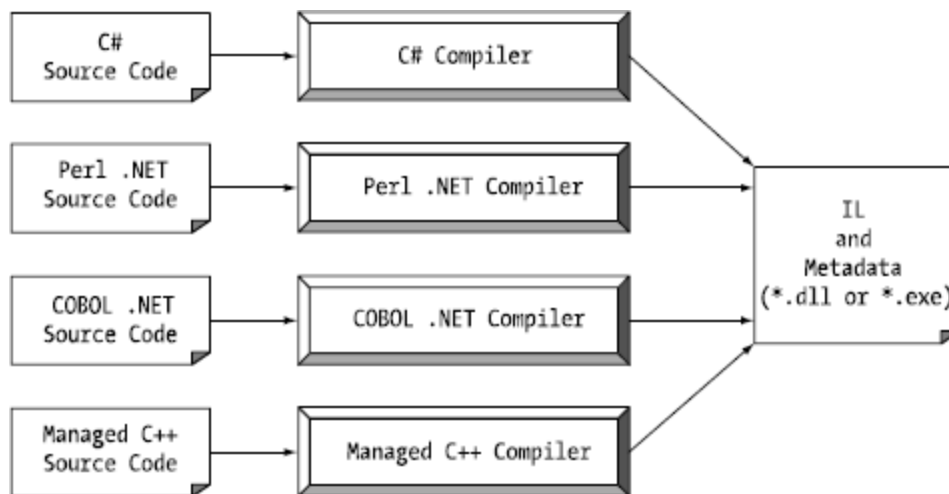 C#
Source Code
C# Compiler
Perl .NET
Source Code
Perl .NET Compiler
COBOL .NET
Source Code
COBOL .NET Compiler
Managed C++
Source Code
Managed C++ Compiler
IL
and
Metadata
(*.dll or *.exe)